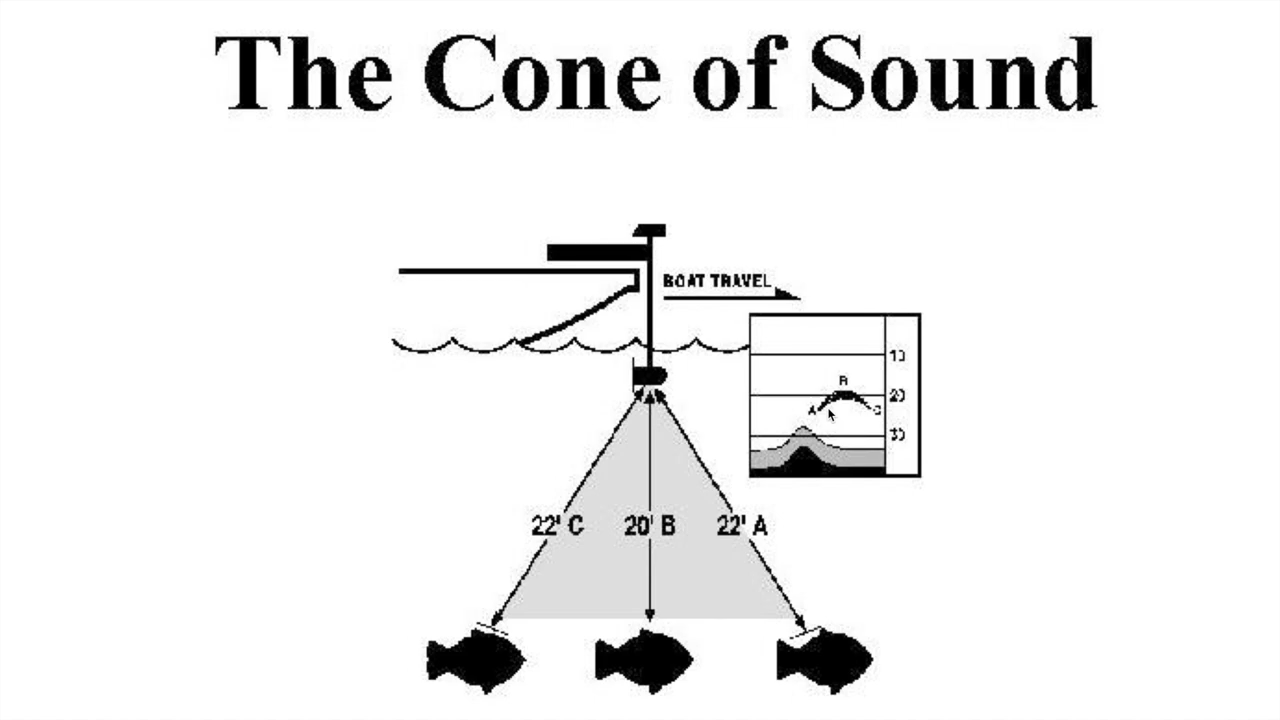 The Cone of Sound
BOAT TRAVEL
10
B
20
A
C
30
22' C
20' B
22' A